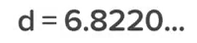 d = 6.8220...